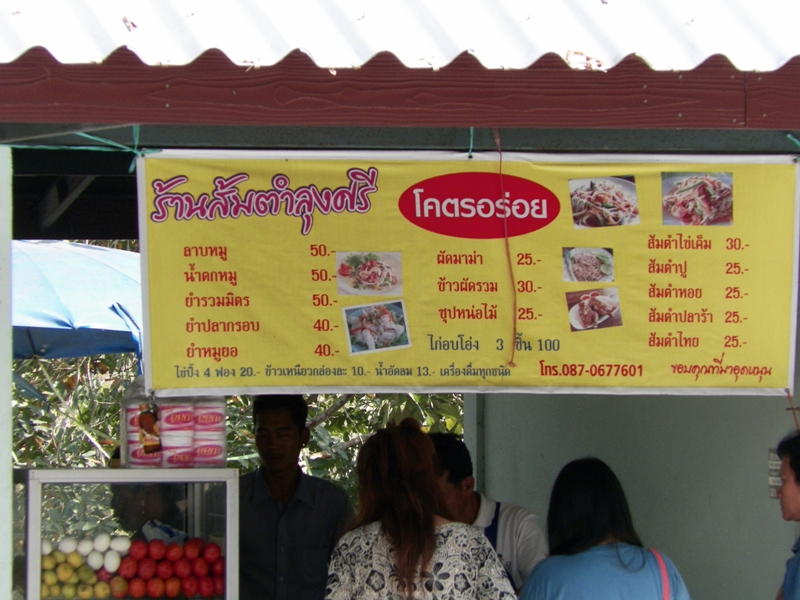 ร้านส้มตำลุงศรี
โคตรอร่อย
ลาบหมู 50.-
น้ำตกหมู 50.-
ยำรวมมิตร 50.-
ยำปลากรอบ 40.-
ยำหมูยอ 40.-
ผัดมาม่า 25.-
ข้าวผัดรวม 30.-
ซุปหน่อไม้ 25.-
ไก่อบโอ่ง 3 ชิ้น 100
ส้มตำไข่เค็ม 30.-
ส้มตำปู 25.-
ส้มตำหอย 25.-
ส้มตำปลาร้า 25.-
ส้มตำไทย 25.-
ไข่ปิ้ง 4 ฟอง 20.- ข้าวเหนียวกล่องละ 10.- น้ำอัดลม 13.- เครื่องดื่มทุกชนิด
โทร.087-0677601
ขอบคุณที่มาอุดหนุน